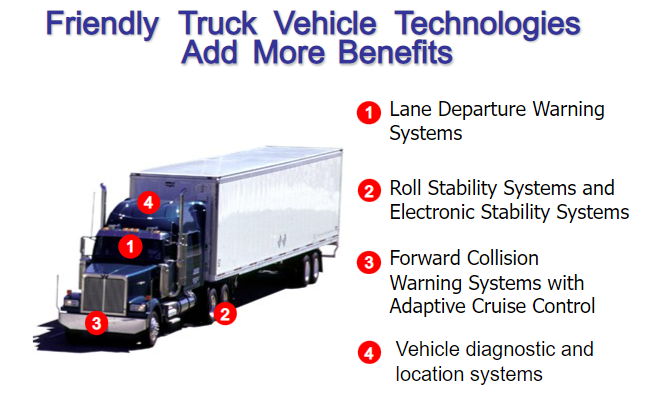 Friendly Truck Vehicle Technologies
Add More Benefits
1 Lane Departure Warning
Systems
2 Roll Stability Systems and
Electronic Stability Systems
3 Forward Collision
Warning Systems with
Adaptive Cruise Control
4 Vehicle diagnostic and
location systems
4
1
3
2